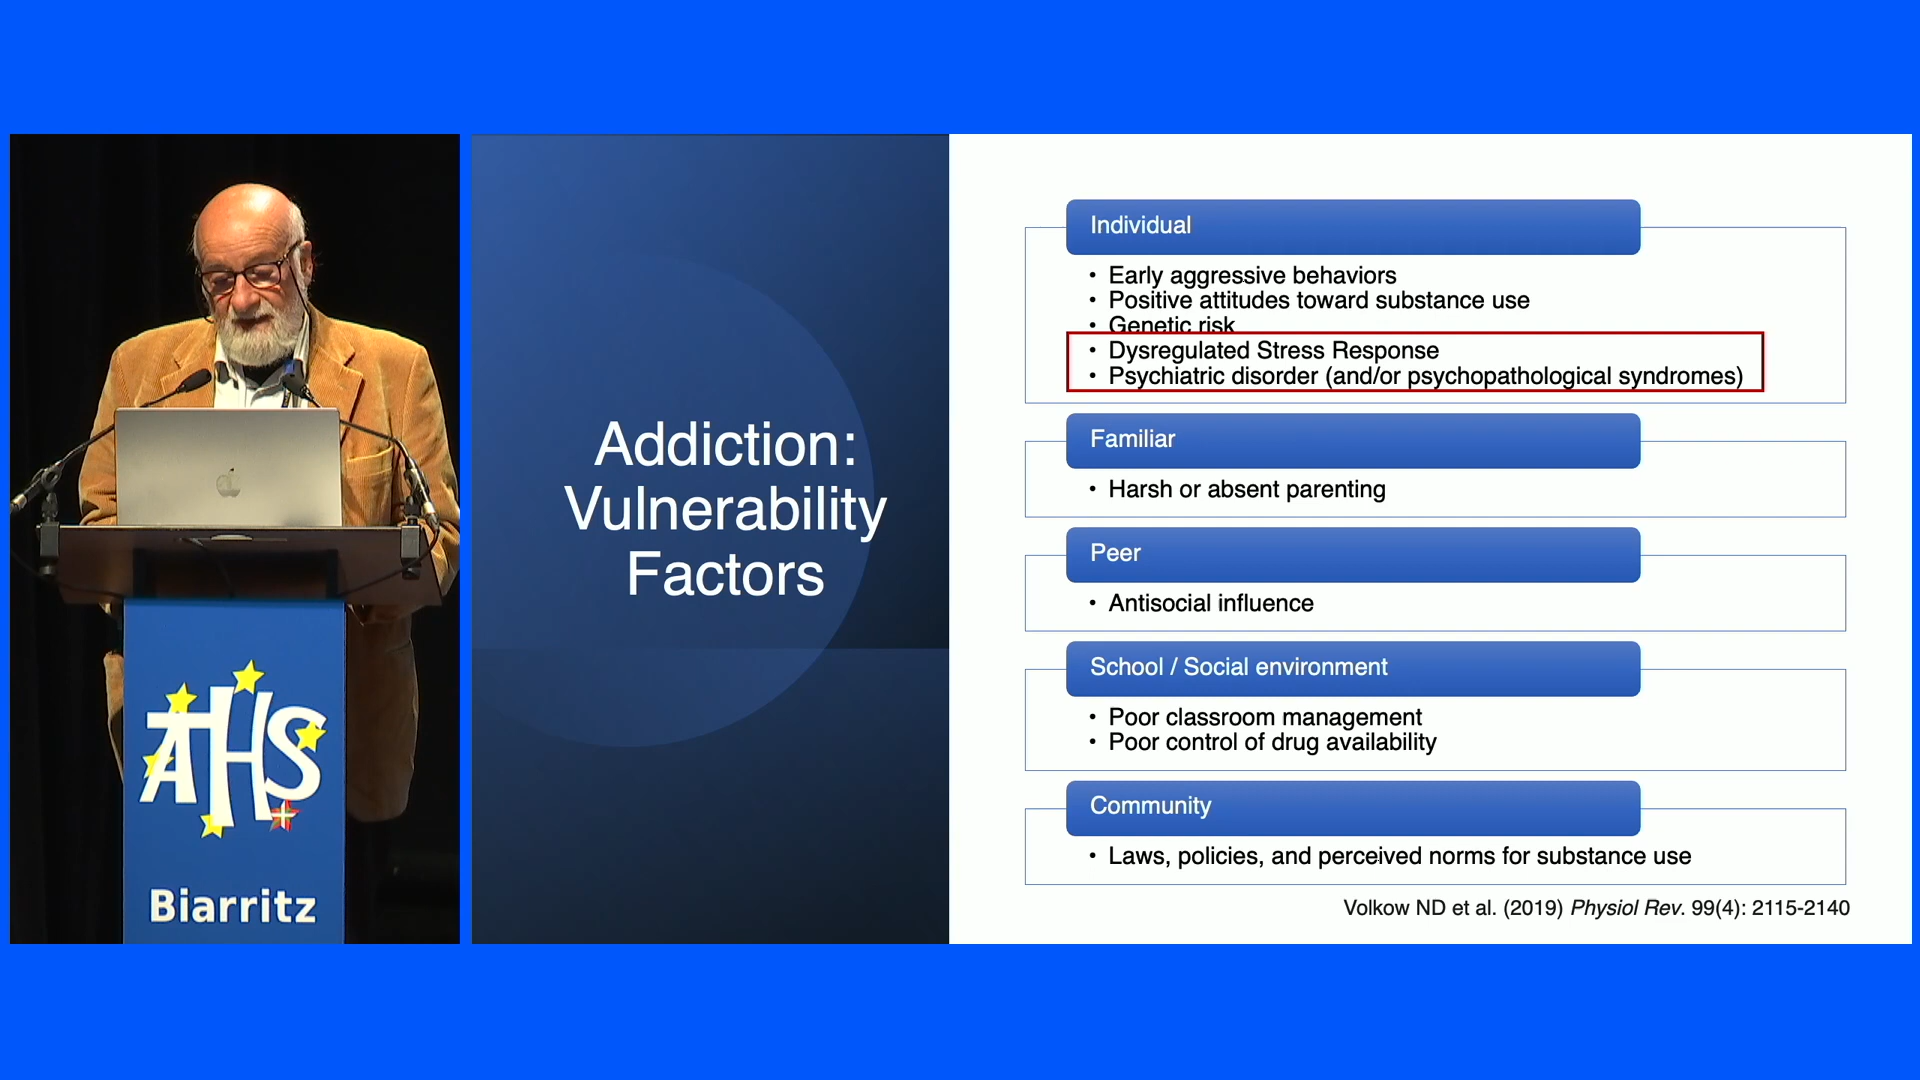 Addiction:
Vulnerability
Factors
Individual
• Early aggressive behaviors
• Positive attitudes toward substance use
• Genetic risk
• Dysregulated Stress Response
• Psychiatric disorder (and/or psychopathological syndromes)
Familiar
• Harsh or absent parenting
Peer
• Antisocial influence
School / Social environment
• Poor classroom management
• Poor control of drug availability
Community
• Laws, policies, and perceived norms for substance use
Volkow ND et al. (2019) Physiol Rev. 99(4): 2115-2140
AHS
Biarritz